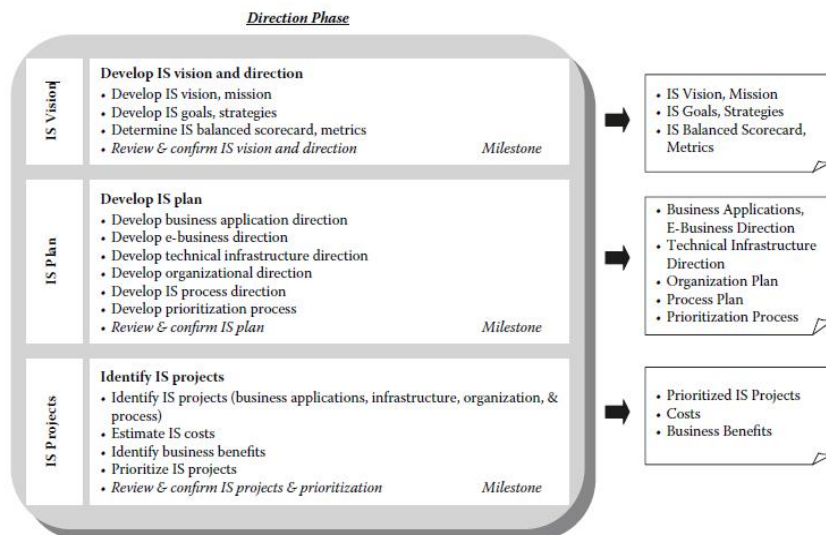 Direction Phase
IS Vision
Develop IS vision and direction
• Develop IS vision, mission
• Develop IS goals, strategies
• Determine IS balanced scorecard, metrics
• Review & confirm IS vision and direction Milestone
• IS Vision, Mission
• IS Goals, Strategies
• IS Balanced Scorecard,
Metrics
IS Plan
Develop IS plan
• Develop business application direction
• Develop e-business direction
• Develop technical infrastructure direction
• Develop organizational direction
• Develop IS process direction
• Develop prioritization process
• Review & confirm IS plan Milestone
• Business Applications,
E-Business Direction
• Technical Infrastructure
Direction
• Organization Plan
• Process Plan
• Prioritization Process
IS Projects
Identify IS projects
• Identify IS projects (business applications, infrastructure, organization, &
process)
• Estimate IS costs
• Identify business benefits
• Prioritize IS projects
• Review & confirm IS projects & prioritization Milestone
• Prioritized IS Projects
• Costs
• Business Benefits